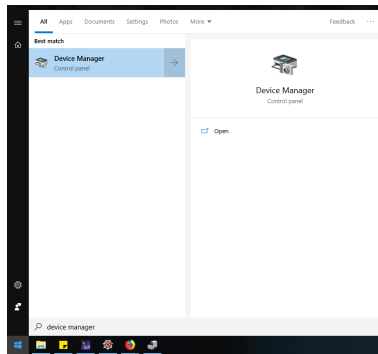 All Apps Documents Settings Photos More Feedback ...
Best match
Device Manager
Control panel
Device Manager
Control panel
Open
device manager